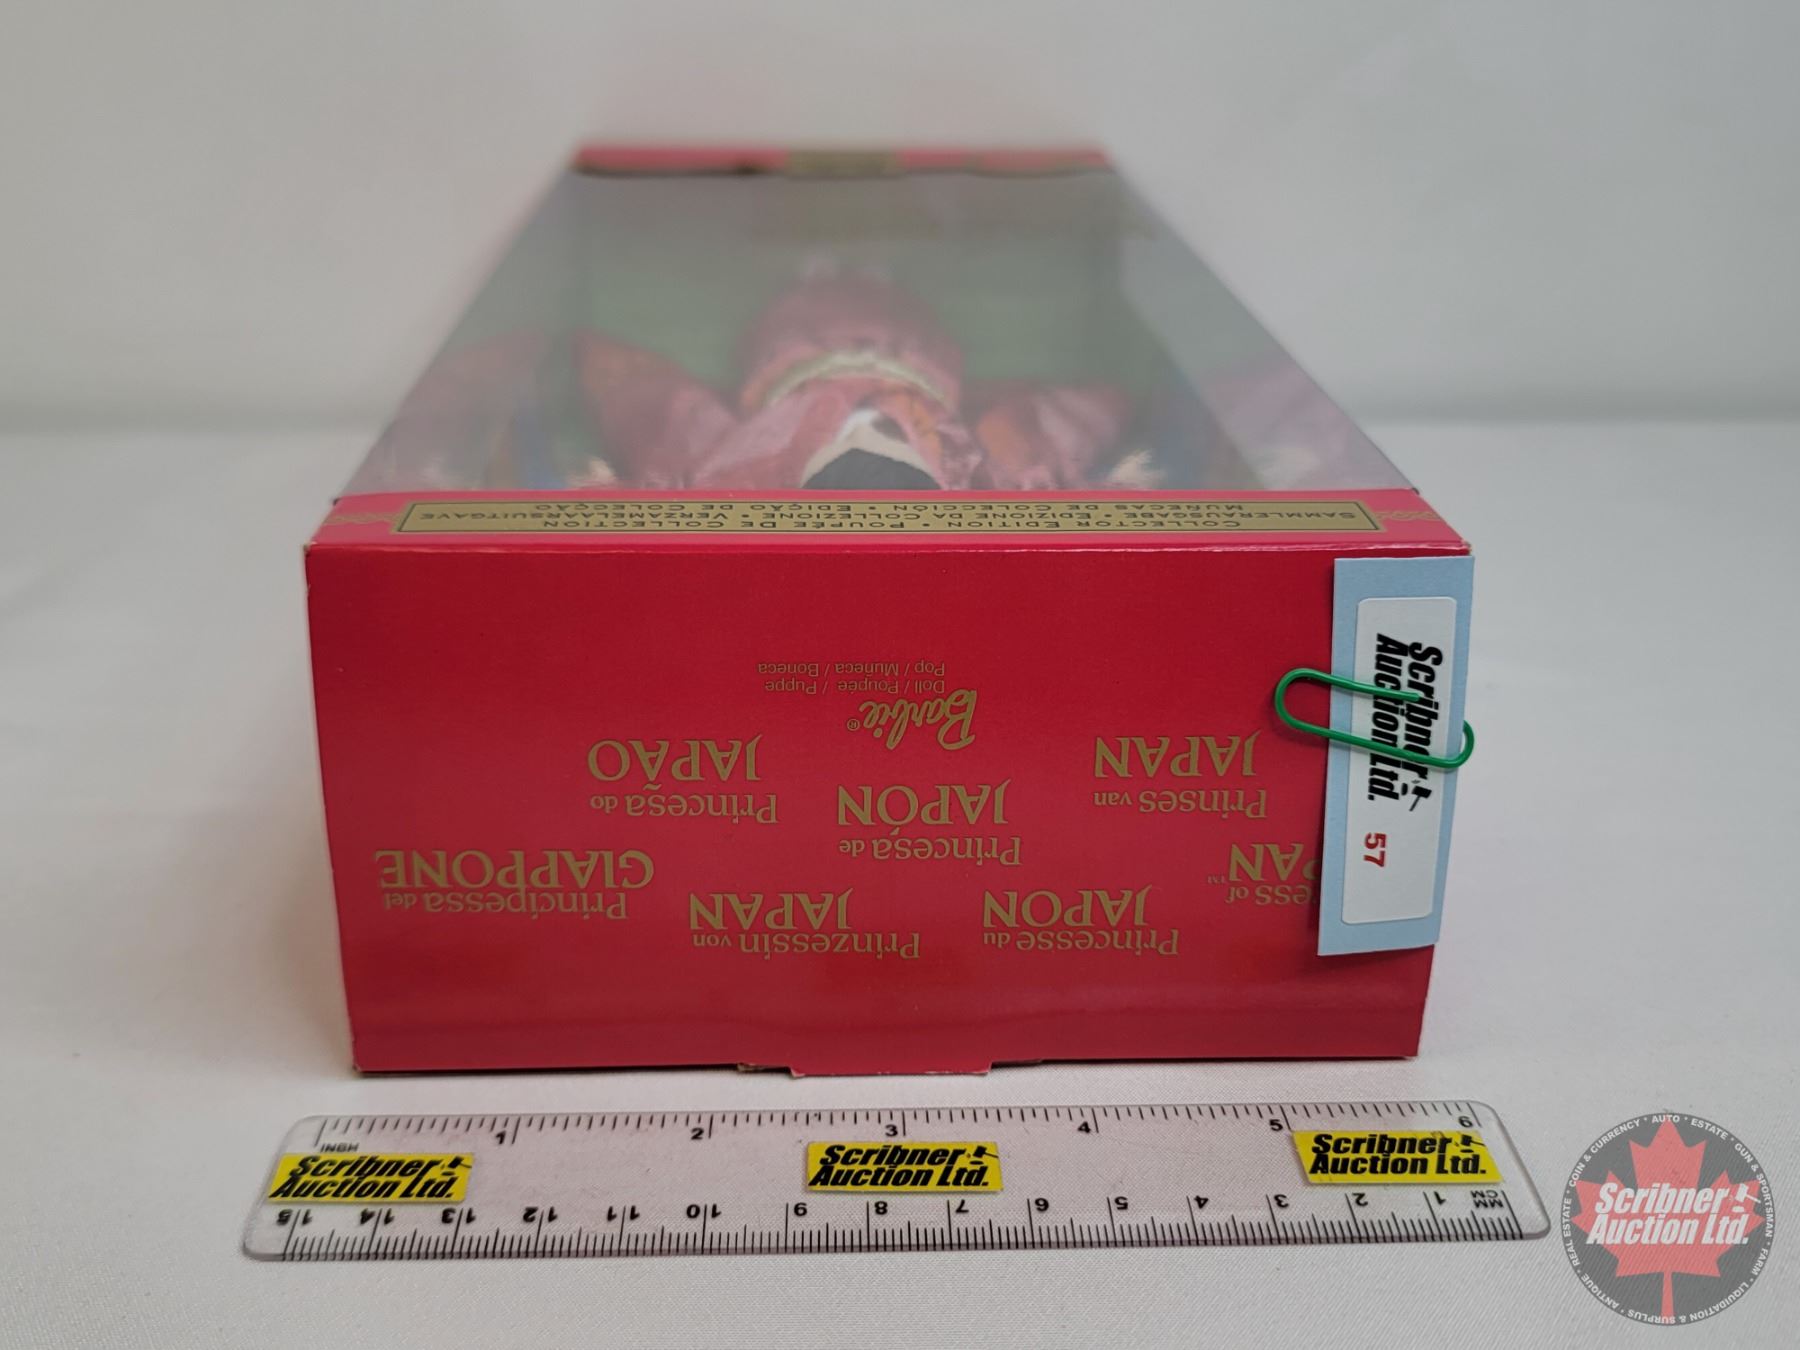 COLLECTOR EDITION • POUPÉE DE COLLECTION
SAMMLERAUSGABE • EDIZIONE DA COLLEZIONE • VERZAMELAARSUITGAVE
MUÑECAS DE COLECCIÓN • EDIÇÃO DE COLECÇÃO
ess of
PAN™
Princesse du
JAPON
Prinzessin von
JAPAN
Principessa del
GIAPPONE
Prinses van
JAPAN
Princesa de
JAPÓN
Princesa do
JAPÃO
Barbie®
Doll / Poupée / Puppe
Pop / Muñeca / Boneca
Scribner
Auction Ltd.
57
INCH
1 2 3 4 5 6
Scribner
Auction Ltd.
Scribner
Auction Ltd.
Scribner
Auction Ltd.
MM
CM
1 2 3 4 5 6 7 8 9 10 11 12 13 14 15
Scribner
Auction Ltd.
ANTIQUE • REAL ESTATE • COIN & CURRENCY • AUTO • ESTATE • GUN & SPORTSMAN • FARM • LIQUIDATION & SURPLUS •